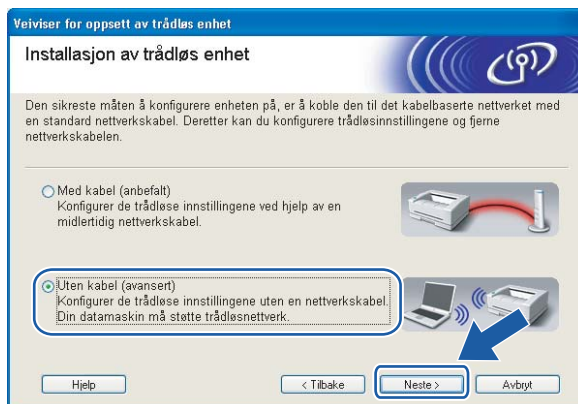 Veiviser for oppsett av trådløs enhet
Installasjon av trådløs enhet
Den sikreste måten å konfigurere enheten på, er å koble den til det kabelbaserte nettverket med
en standard nettverkskabel. Deretter kan du konfigurere trådløsinnstillingene og fjerne
nettverkskabelen.
Med kabel (anbefalt)
Konfigurer de trådløse innstillingene ved hjelp av en
midlertidig nettverkskabel.
Uten kabel (avansert)
Konfigurer de trådløse innstillingene uten en nettverkskabel.
Din datamaskin må støtte trådløsnettverk.
Hjelp
< Tilbake
Neste >
Avbryt